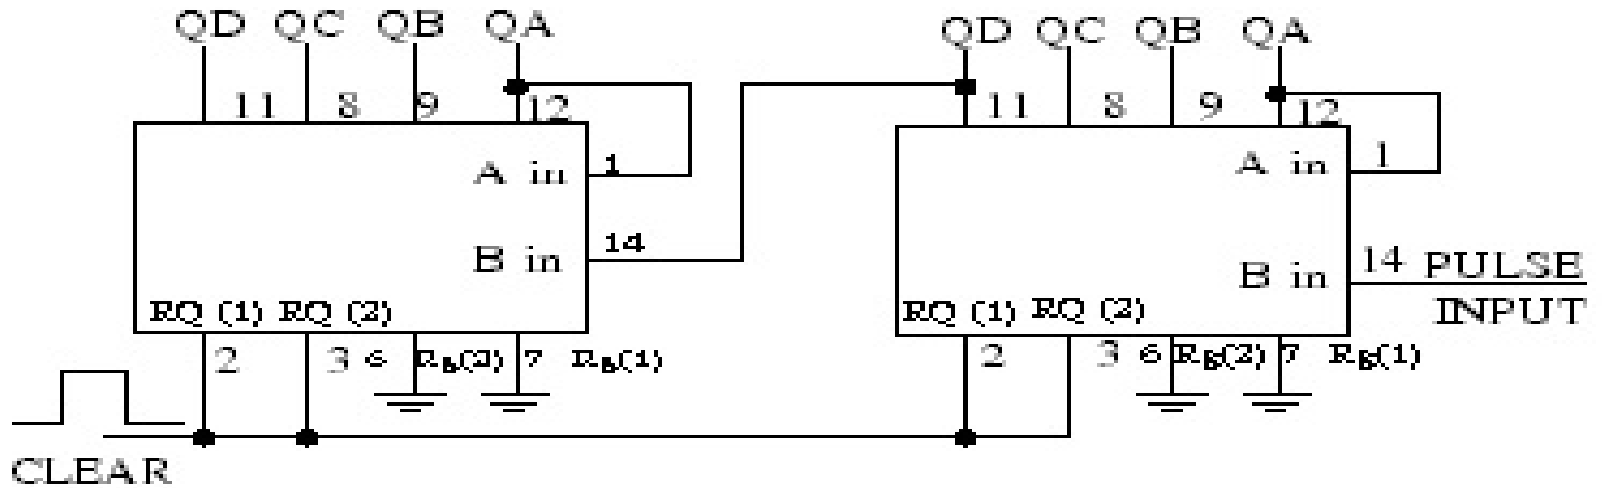 QD QC QB QA QD QC QB QA
11 8 9 12 11 8 9 12
A in 1 A in 1
B in 14 B in 14 PULSE
INPUT
RQ (1) RQ (2) RQ (1) RQ (2)
2 3 6 7 2 3 6 7
CLEAR